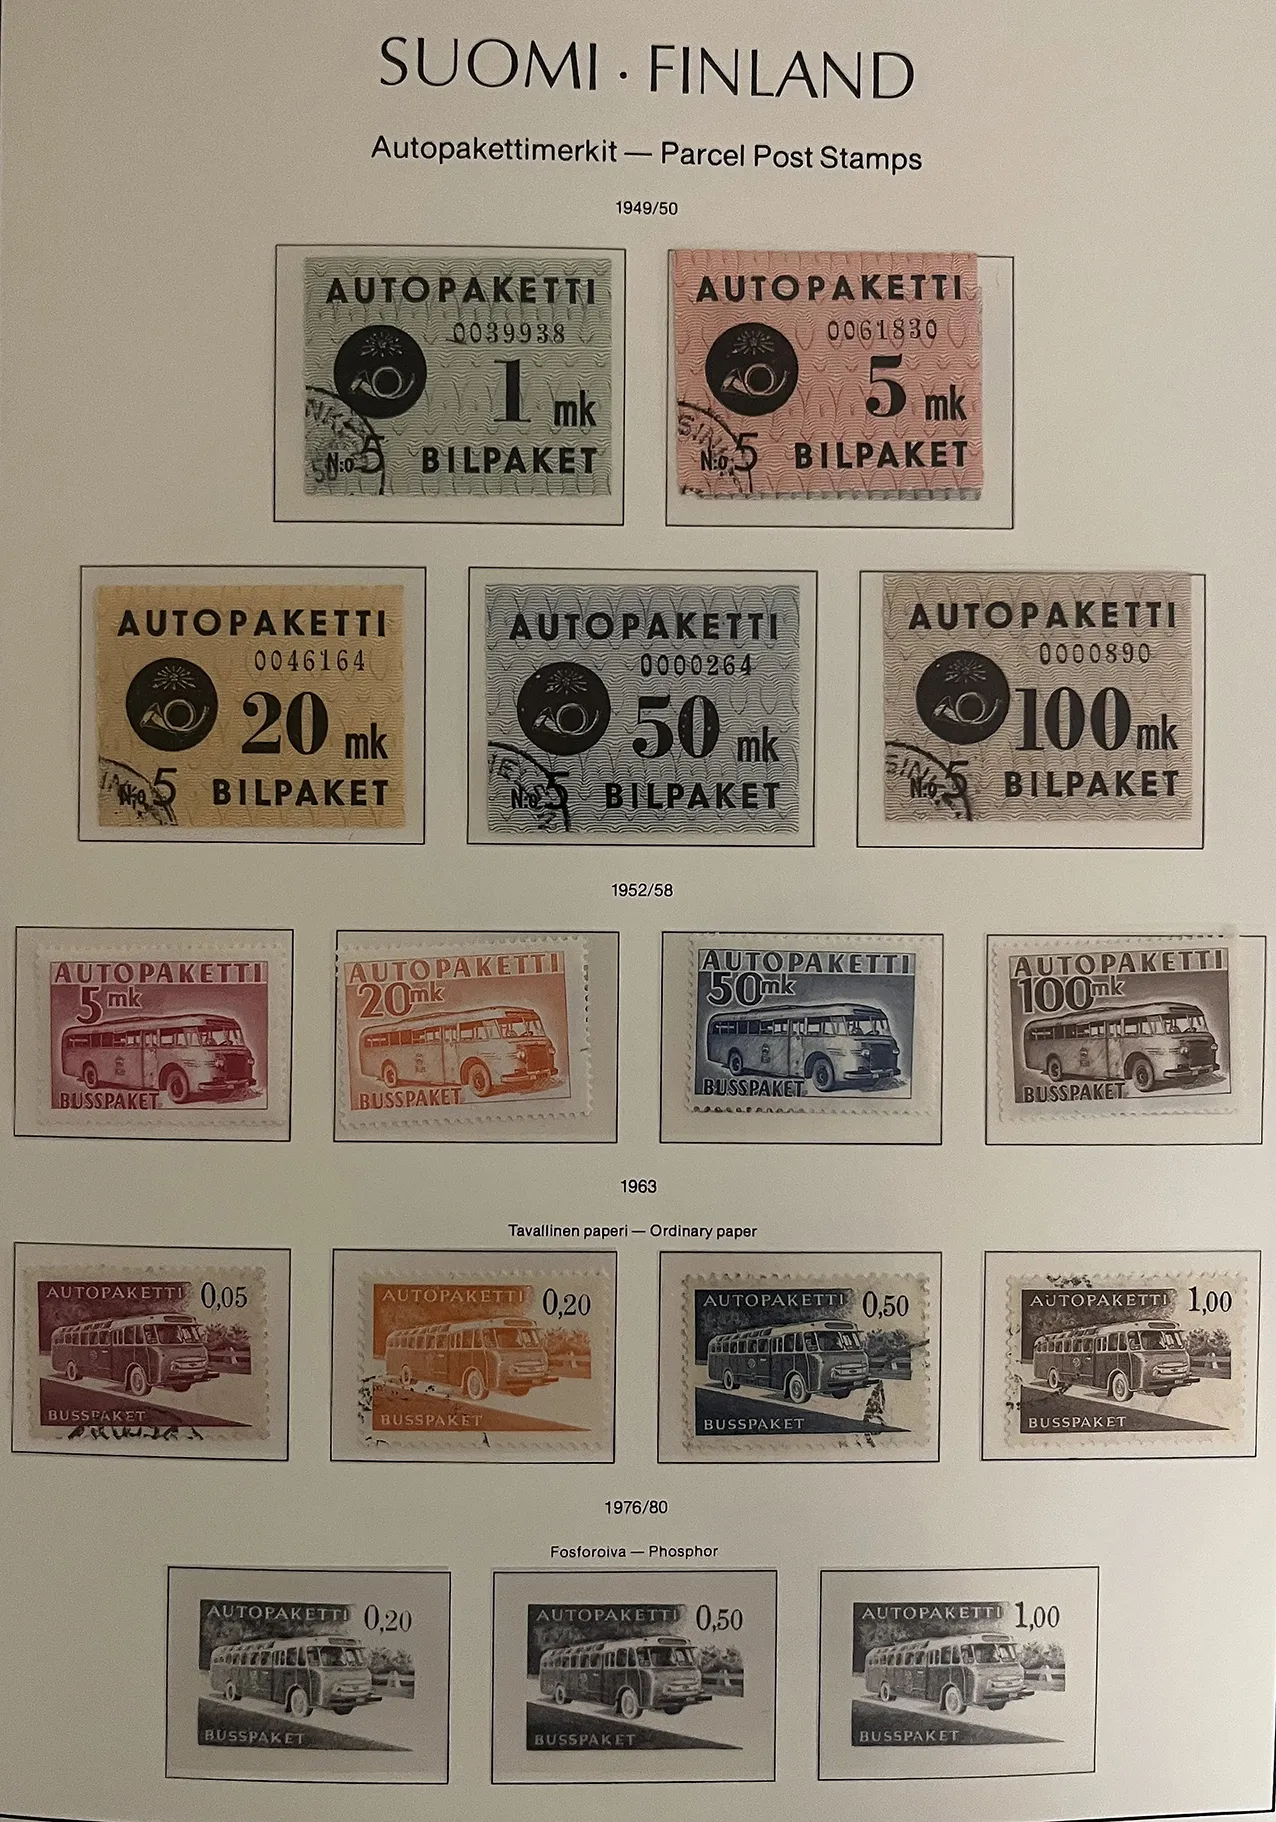 SUOMI · FINLAND
Autopakettimerkit — Parcel Post Stamps
1949/50
AUTOPAKETTI
0039938
1 mk
N:o 5
BILPAKET
AUTOPAKETTI
0061830
5 mk
N:o 5
BILPAKET
AUTOPAKETTI
0046164
20 mk
N:o 5
BILPAKET
AUTOPAKETTI
0000264
50 mk
N:o 5
BILPAKET
AUTOPAKETTI
0000890
100 mk
N:o 5
BILPAKET
1952/58
AUTOPAKETTI
5 mk
BUSSPAKET
AUTOPAKETTI
20 mk
BUSSPAKET
AUTOPAKETTI
50 mk
BUSSPAKET
AUTOPAKETTI
100 mk
BUSSPAKET
1963
Tavallinen paperi — Ordinary paper
AUTOPAKETTI 0,05
BUSSPAKET
AUTOPAKETTI 0,20
BUSSPAKET
AUTOPAKETTI 0,50
BUSSPAKET
AUTOPAKETTI 1,00
BUSSPAKET
1976/80
Fosforoiva — Phosphor
AUTOPAKETTI 0,20
BUSSPAKET
AUTOPAKETTI 0,50
BUSSPAKET
AUTOPAKETTI 1,00
BUSSPAKET